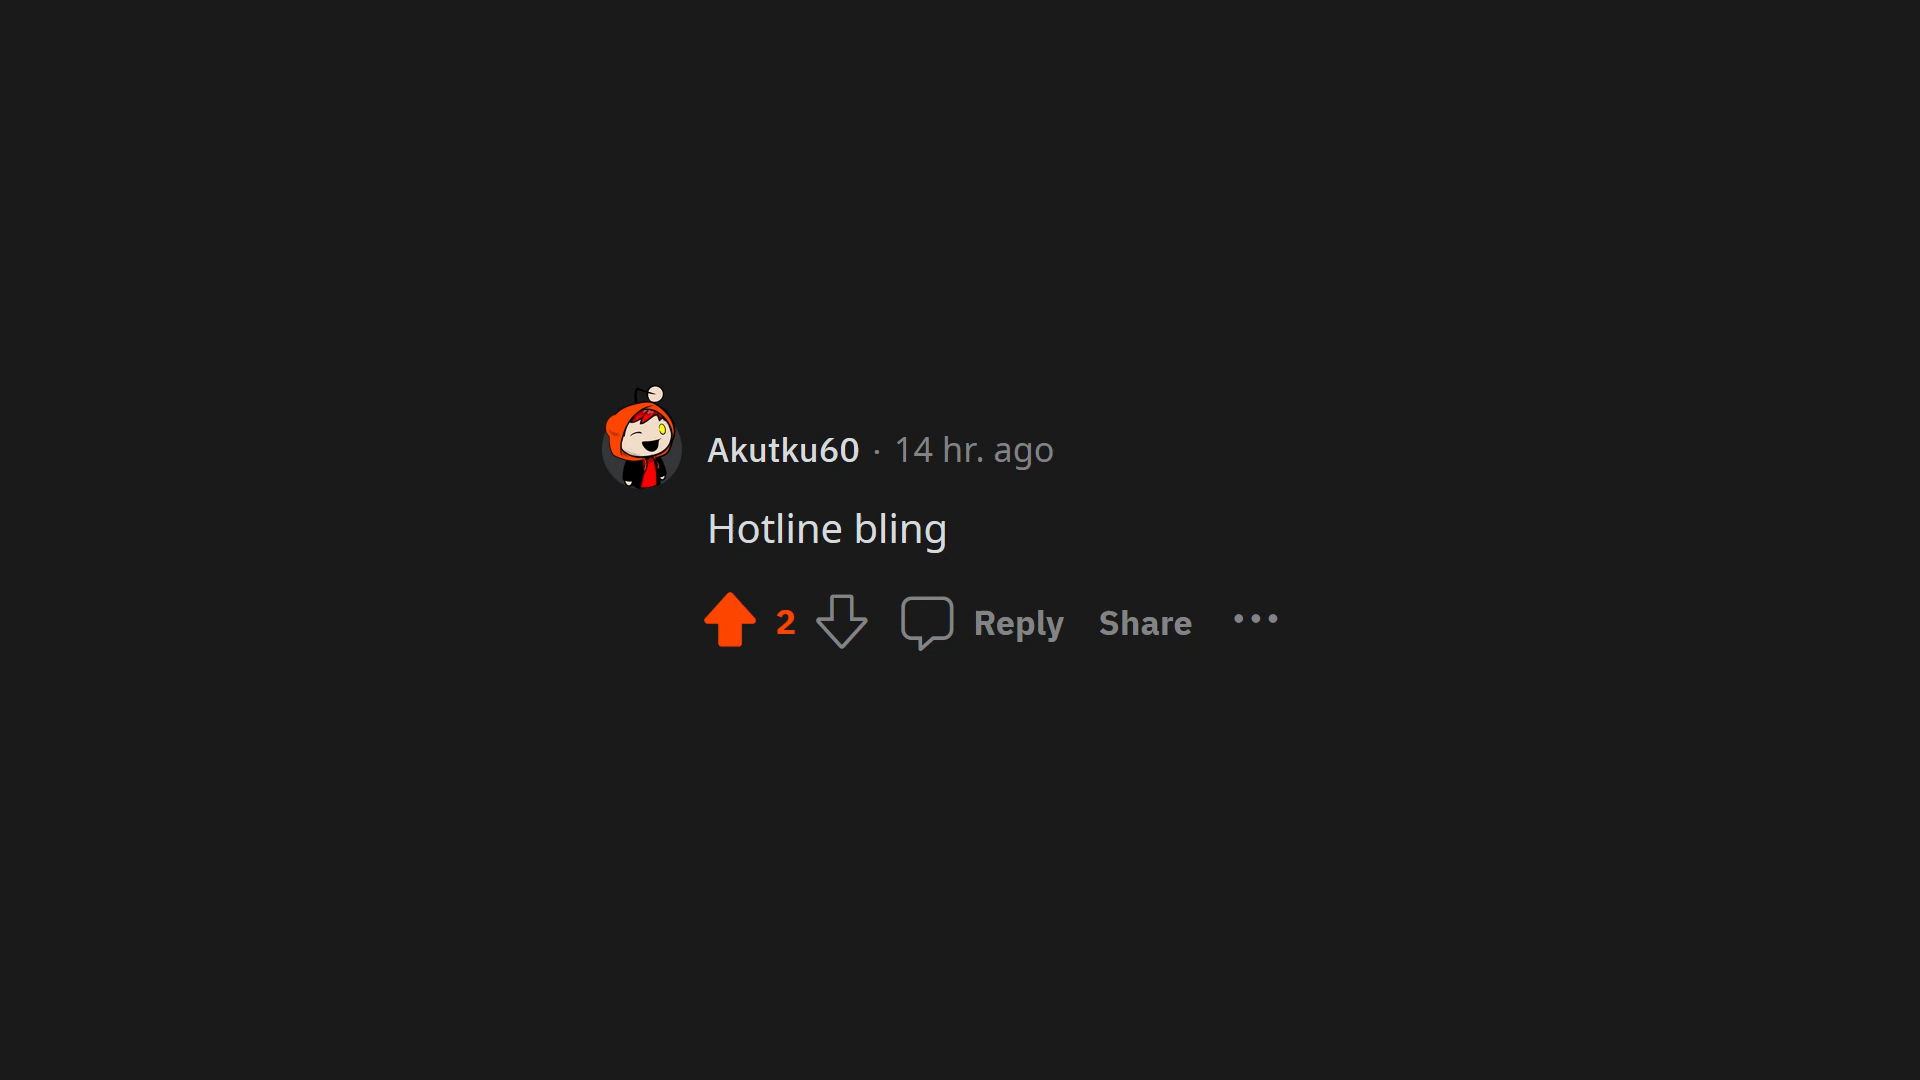 Akutku60 · 14 hr. ago
Hotline bling
2 Reply Share ···